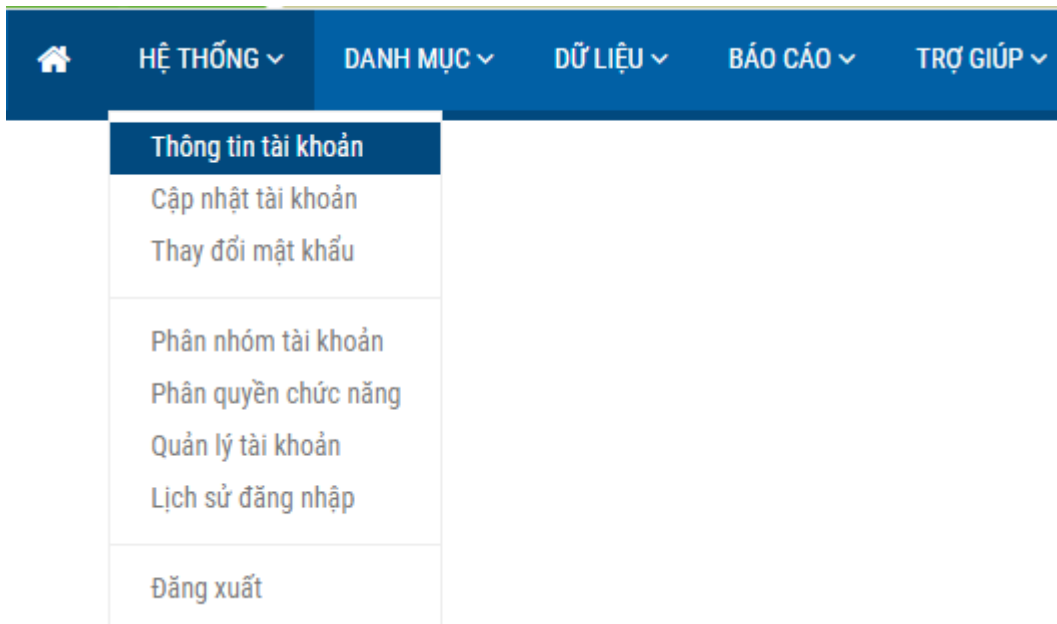 HỆ THỐNG DANH MỤC DỮ LIỆU BÁO CÁO TRỢ GIÚP
Thông tin tài khoản
Cập nhật tài khoản
Thay đổi mật khẩu
Phân nhóm tài khoản
Phân quyền chức năng
Quản lý tài khoản
Lịch sử đăng nhập
Đăng xuất